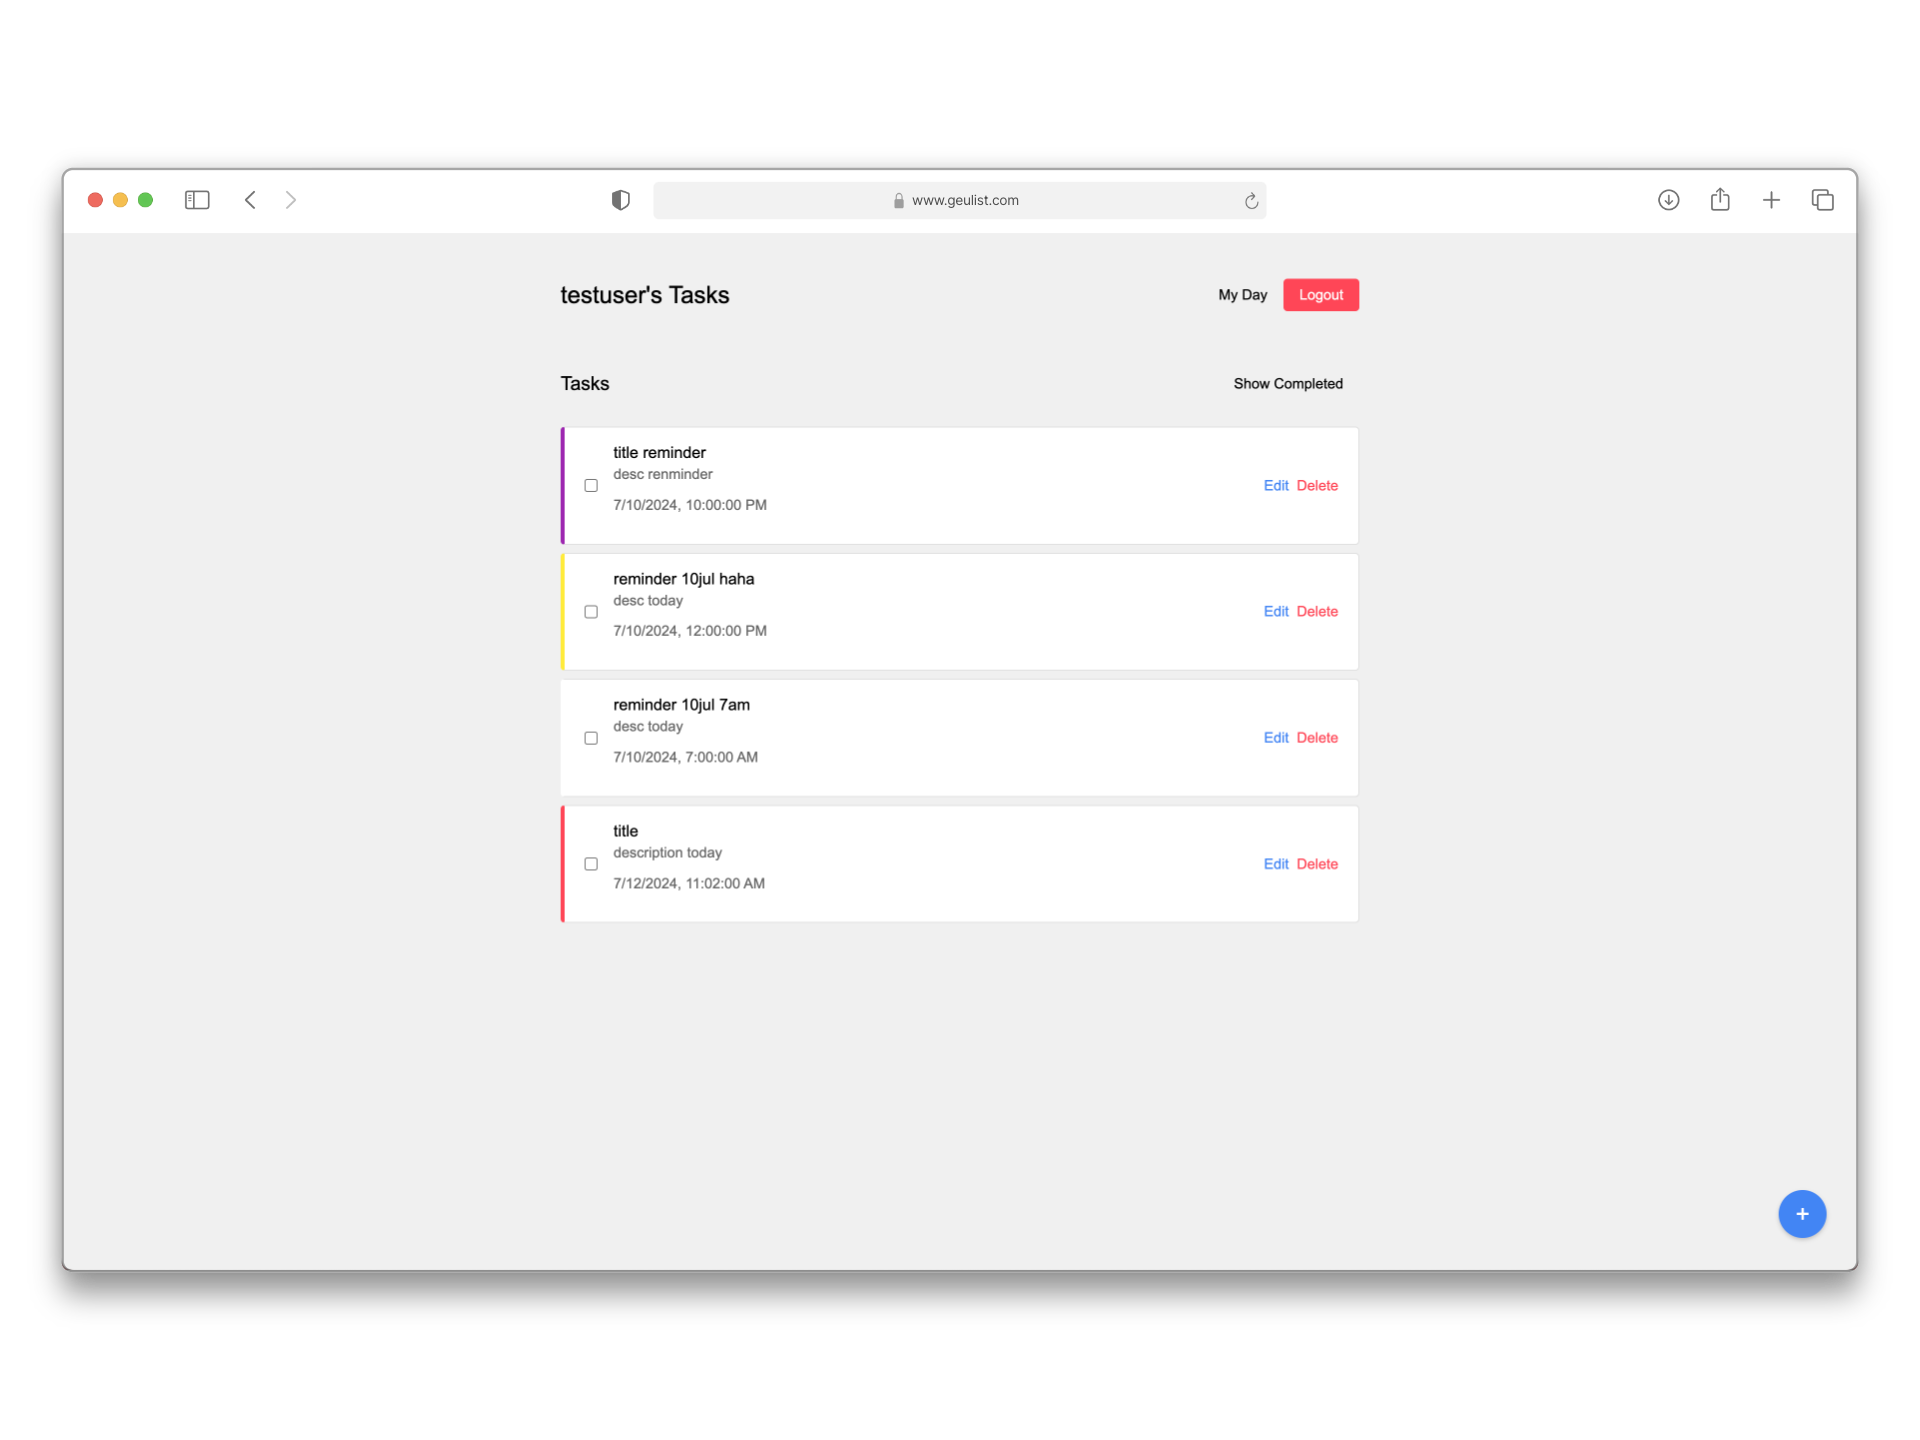 www.geulist.com
testuser's Tasks
My Day
Logout
Tasks
Show Completed
title reminder
desc renminder
7/10/2024, 10:00:00 PM
Edit Delete
reminder 10jul haha
desc today
7/10/2024, 12:00:00 PM
Edit Delete
reminder 10jul 7am
desc today
7/10/2024, 7:00:00 AM
Edit Delete
title
description today
7/12/2024, 11:02:00 AM
Edit Delete
+